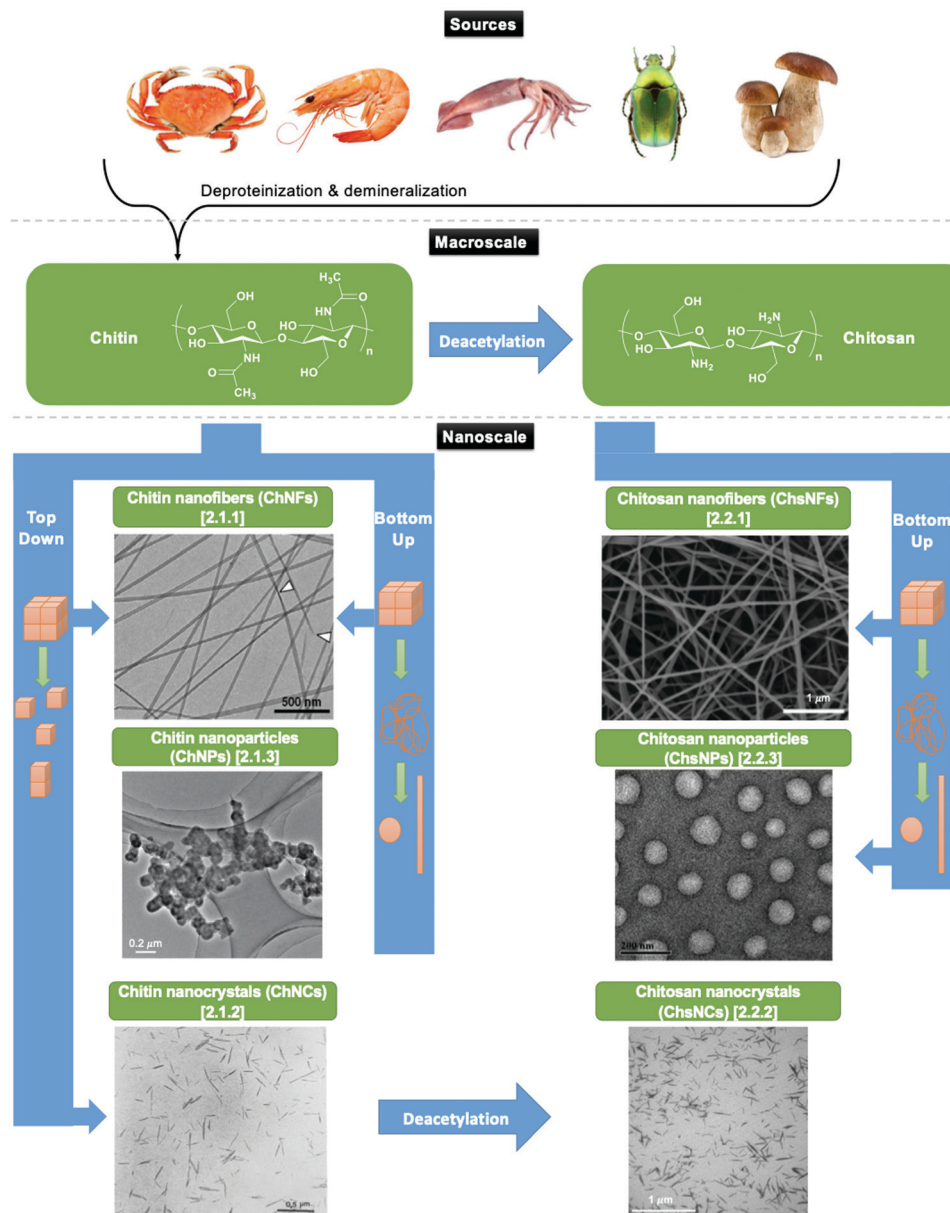 Sources
Deproteinization & demineralization
Macroscale
Chitin
H₃C
O
HN
OH
O
HO
NH
O
HO
O
O
HO
n
O
CH₃
Deacetylation
OH
O
HO
NH₂
O
H₂N
HO
O
O
HO
n
Chitosan
Nanoscale
Top
Down
Chitin nanofibers (ChNFs)
[2.1.1]
500 nm
Bottom
Up
Chitosan nanofibers (ChsNFs)
[2.2.1]
1 µm
Bottom
Up
Chitin nanoparticles
(ChNPs) [2.1.3]
0.2 µm
Chitosan nanoparticles
(ChsNPs) [2.2.3]
200 nm
Chitin nanocrystals (ChNCs)
[2.1.2]
0.5 µm
Deacetylation
Chitosan nanocrystals
(ChsNCs) [2.2.2]
1 µm